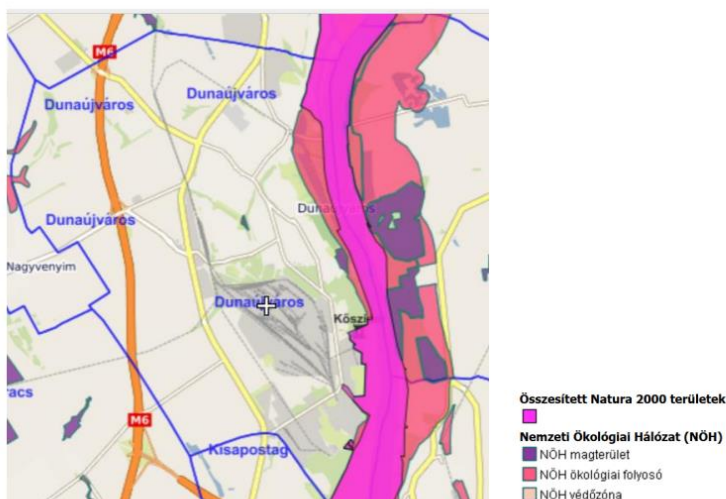 M6
Dunaújváros
Dunaújváros
Dunaújváros
Dunaújváros
Nagyvenyim
Dunaújváros
acs
M6
Kisapostag
Összesített Natura 2000 területek
Nemzeti Ökológiai Hálózat (NÖH)
NÖH magterület
NÖH ökológiai folyosó
NÖH védőzóna